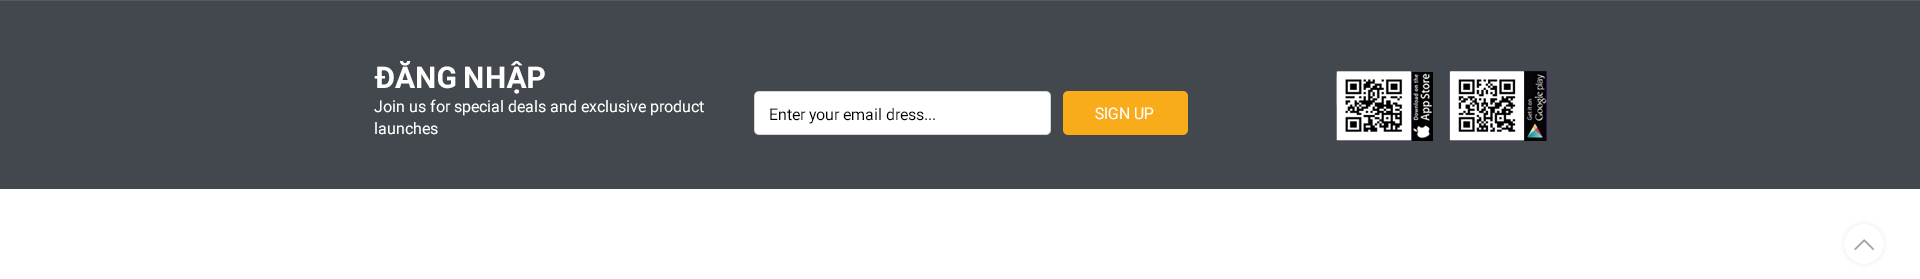 ĐĂNG NHẬP
Join us for special deals and exclusive product
launches
Enter your email dress...
SIGN UP
Download on the
App Store
Get it on
Google play